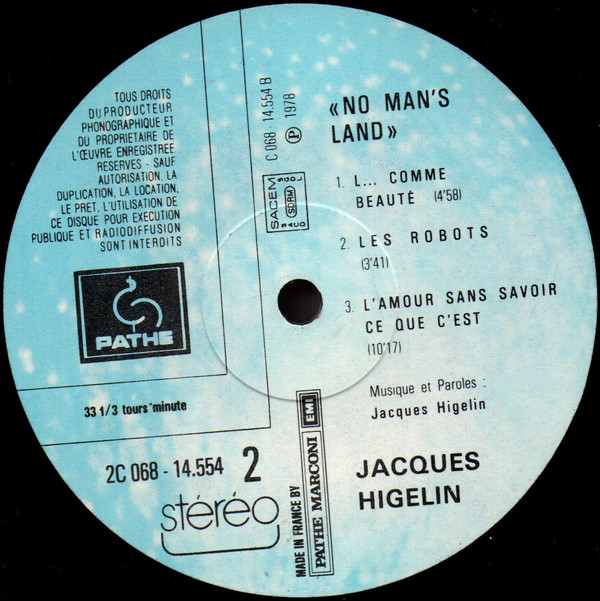 TOUS DROITS
DU PRODUCTEUR
PHONOGRAPHIQUE ET
DU PROPRIETAIRE DE
L'ŒUVRE ENREGISTREE
RESERVES - SAUF
AUTORISATION, LA
DUPLICATION, LA LOCATION,
LE PRET, L'UTILISATION DE
CE DISQUE POUR EXECUTION
PUBLIQUE ET RADIODIFFUSION
SONT INTERDITS
PATHE
33 1/3 tours'minute
2C 068 - 14.554 2
stéréo
C 068 - 14.554 B
Ⓟ 1978
SACEM
SDRM
SACD
SGDL
MADE IN FRANCE BY
PATHE MARCONI EMI
«NO MAN'S
LAND»
1. L... COMME
BEAUTÉ (4'58)
2. LES ROBOTS
(3'41)
3. L'AMOUR SANS SAVOIR
CE QUE C'EST
(10'17)
Musique et Paroles :
Jacques Higelin
JACQUES
HIGELIN